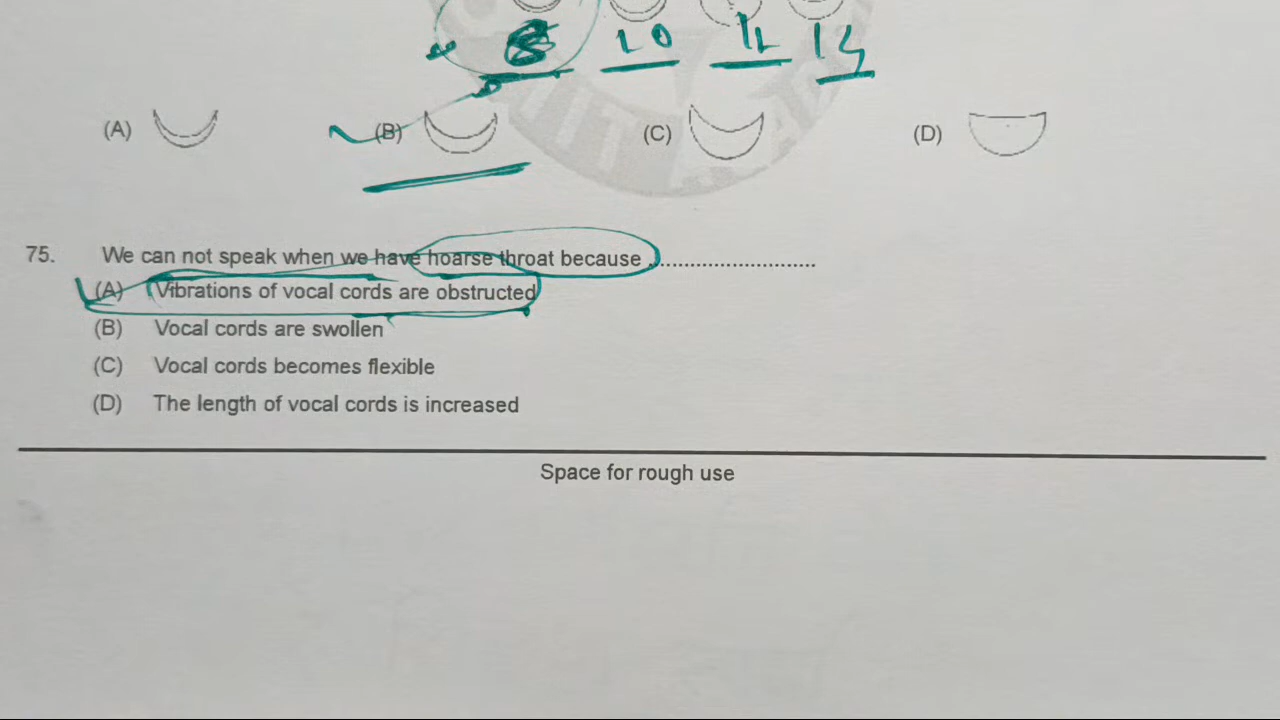 8 10 12 13
(A) (B) (C) (D)
75. We can not speak when we have hoarse throat because ............................
(A) Vibrations of vocal cords are obstructed
(B) Vocal cords are swollen
(C) Vocal cords becomes flexible
(D) The length of vocal cords is increased
Space for rough use